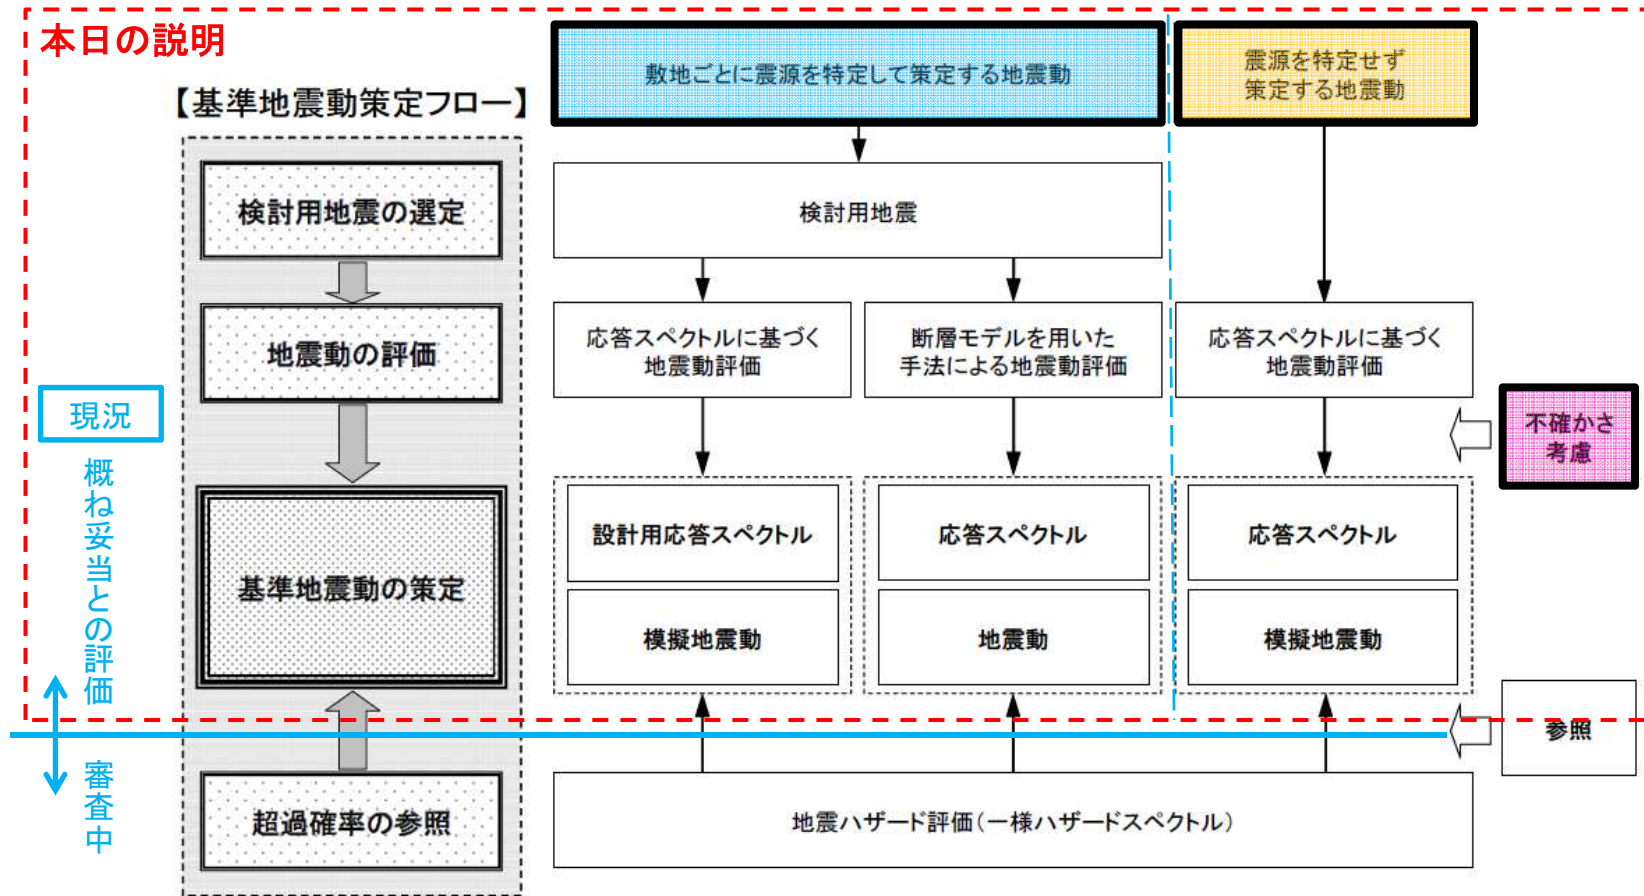 本日の説明
【基準地震動策定フロー】
検討用地震の選定
地震動の評価
基準地震動の策定
超過確率の参照
現況
概ね妥当との評価
審査中
敷地ごとに震源を特定して策定する地震動
震源を特定せず
策定する地震動
検討用地震
応答スペクトルに基づく
地震動評価
断層モデルを用いた
手法による地震動評価
応答スペクトルに基づく
地震動評価
不確かさ
考慮
設計用応答スペクトル
応答スペクトル
応答スペクトル
模擬地震動
地震動
模擬地震動
参照
地震ハザード評価(一様ハザードスペクトル)